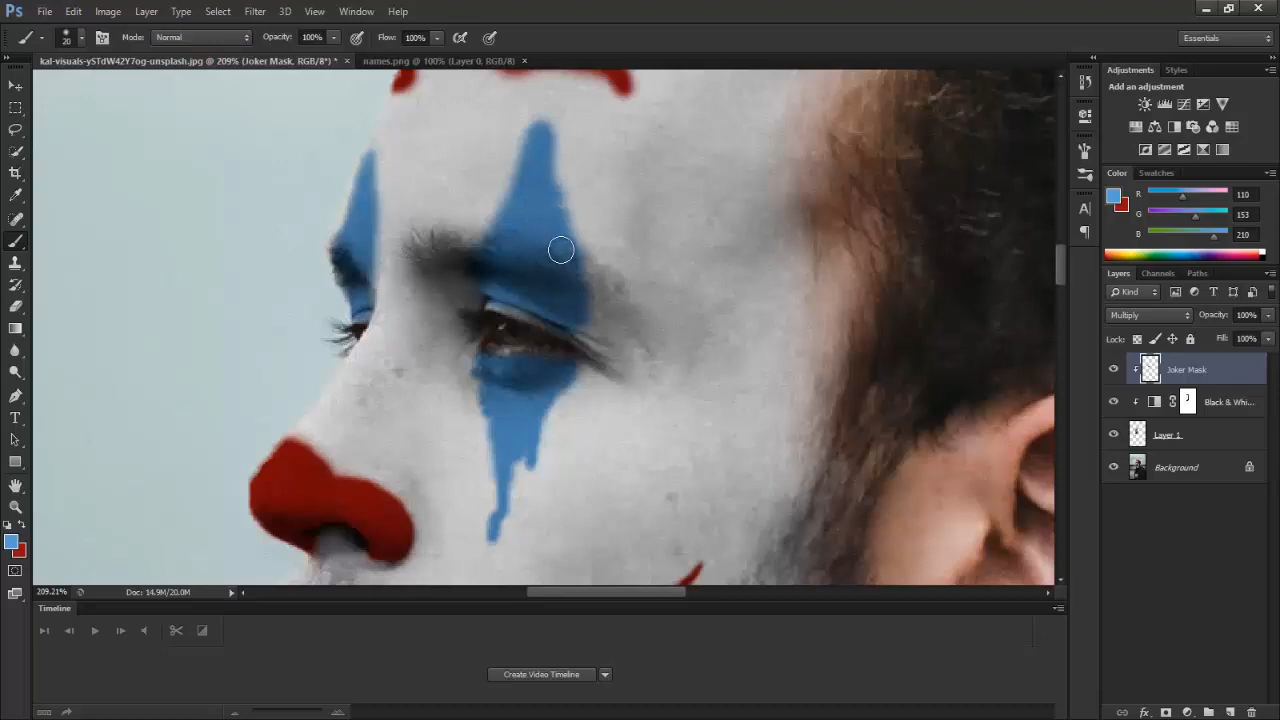 Ps File Edit Image Layer Type Select Filter 3D View Window Help
20 Mode: Normal Opacity: 100% Flow: 100% Essentials
kal-visuals-ySTdW42Y7og-unsplash.jpg @ 209% (Joker Mask, RGB/8*) * × names.png @ 100% (Layer 0, RGB/8) ×
Adjustments Styles
Add an adjustment
Color Swatches
R 110
G 153
B 210
Layers Channels Paths
Kind
Multiply Opacity: 100%
Lock: Fill: 100%
Joker Mask
Black & Whi...
Layer 1
Background
209.21% Doc: 14.9M/20.0M
Timeline
Create Video Timeline